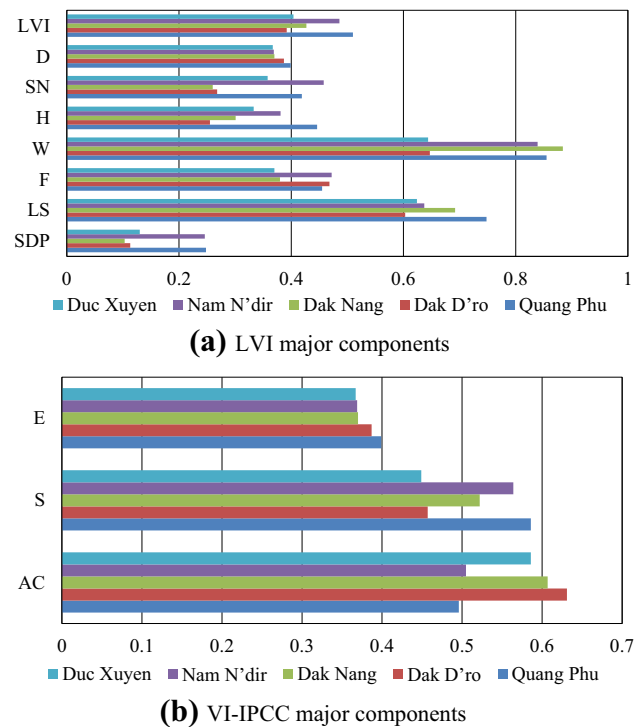 LVI
D
SN
H
W
F
LS
SDP
0 0.2 0.4 0.6 0.8 1
Duc Xuyen Nam N’dir Dak Nang Dak D’ro Quang Phu
(a) LVI major components
E
S
AC
0 0.1 0.2 0.3 0.4 0.5 0.6 0.7
Duc Xuyen Nam N’dir Dak Nang Dak D’ro Quang Phu
(b) VI-IPCC major components